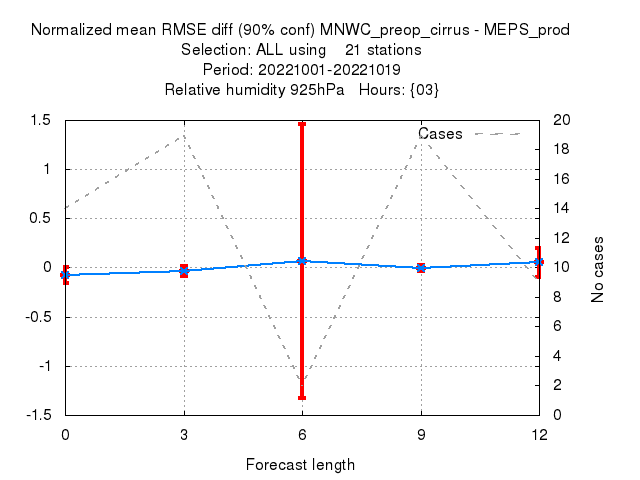 Normalized mean RMSE diff (90% conf) MNWC_preop_cirrus - MEPS_prod
Selection: ALL using    21 stations
Period: 20221001-20221019
Relative humidity 925hPa   Hours: {03}
Cases
1.5
1
0.5
0
-0.5
-1
-1.5
20
18
16
14
12
10
8
6
4
2
0
No cases
0 3 6 9 12
Forecast length